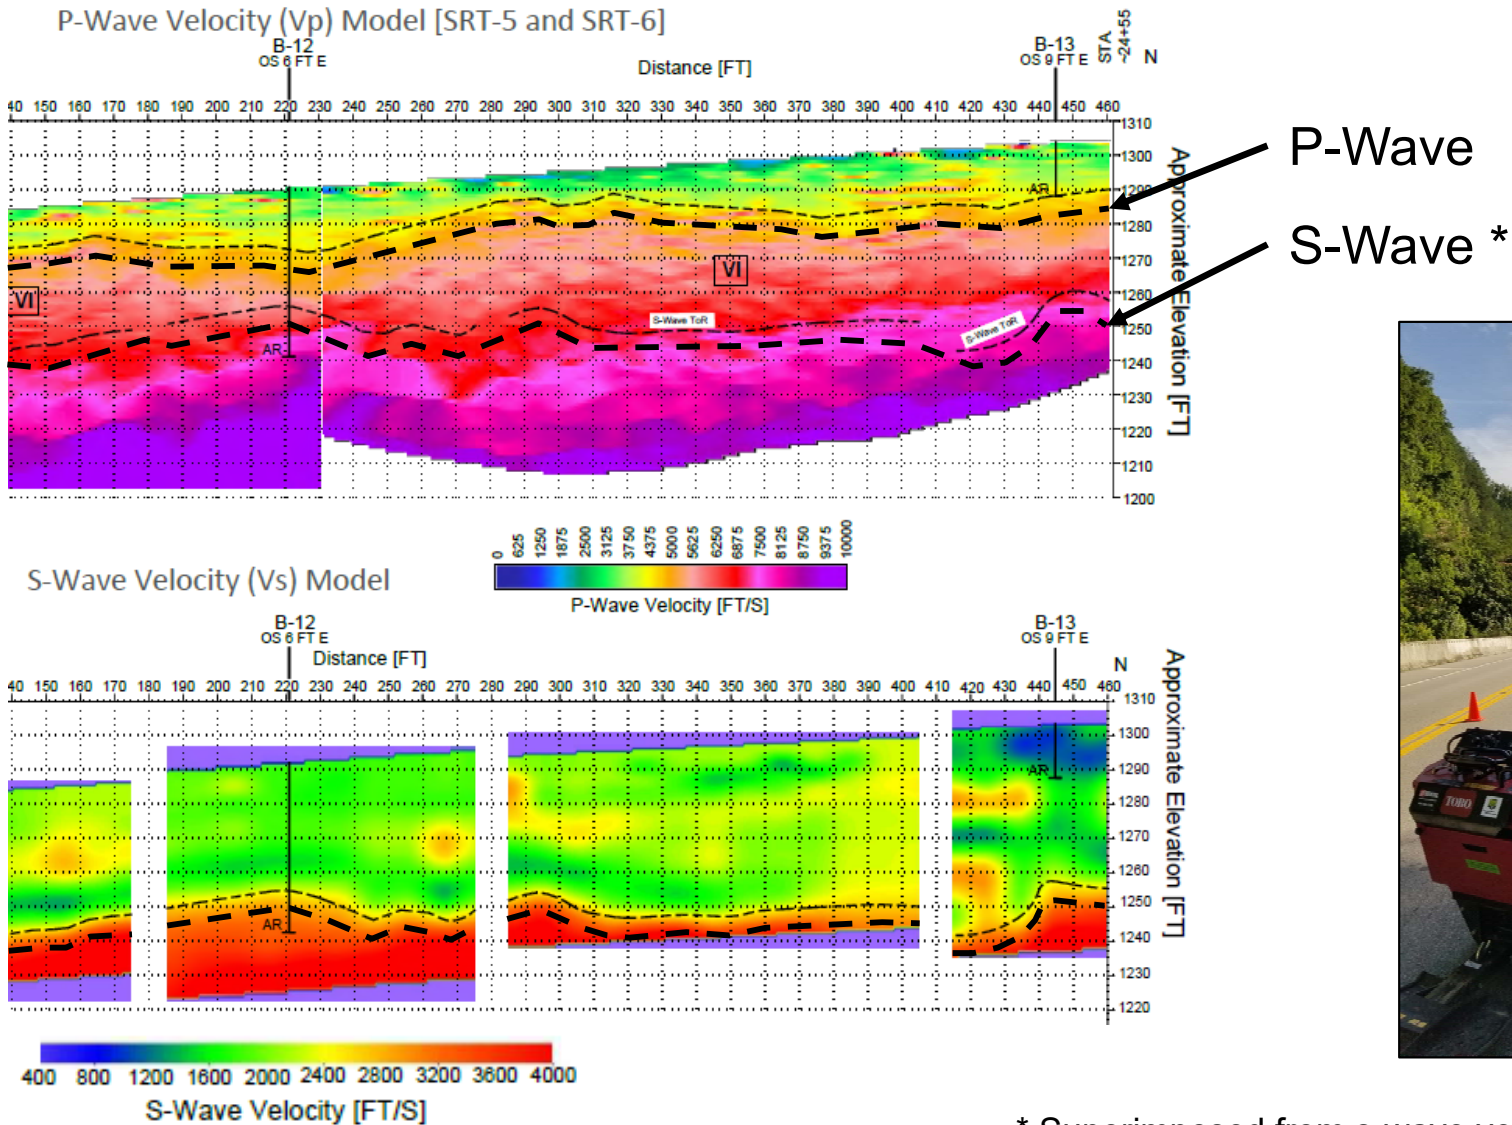 P-Wave Velocity (Vp) Model [SRT-5 and SRT-6]
B-12
OS 6 FT E
Distance [FT]
B-13
OS 9 FT E
STA.
~24+55
N
40 150 160 170 180 190 200 210 220 230 240 250 260 270 280 290 300 310 320 330 340 350 360 370 380 390 400 410 420 430 440 450 460
1310
1300
1290
1280
1270
1260
1250
1240
1230
1220
1210
1200
Approximate Elevation [FT]
P-Wave
S-Wave *
AR
VI
VI
S-Wave ToR
S-Wave ToR
AR
0 625 1250 1875 2500 3125 3750 4375 5000 5625 6250 6875 7500 8125 8750 9375 10000
P-Wave Velocity [FT/S]
S-Wave Velocity (Vs) Model
B-12
OS 6 FT E
Distance [FT]
B-13
OS 9 FT E
N
40 150 160 170 180 190 200 210 220 230 240 250 260 270 280 290 300 310 320 330 340 350 360 370 380 390 400 410 420 430 440 450 460
1310
1300
1290
1280
1270
1260
1250
1240
1230
1220
Approximate Elevation [FT]
AR
AR
TORO
400 800 1200 1600 2000 2400 2800 3200 3600 4000
S-Wave Velocity [FT/S]
* Superimposed from s-wave